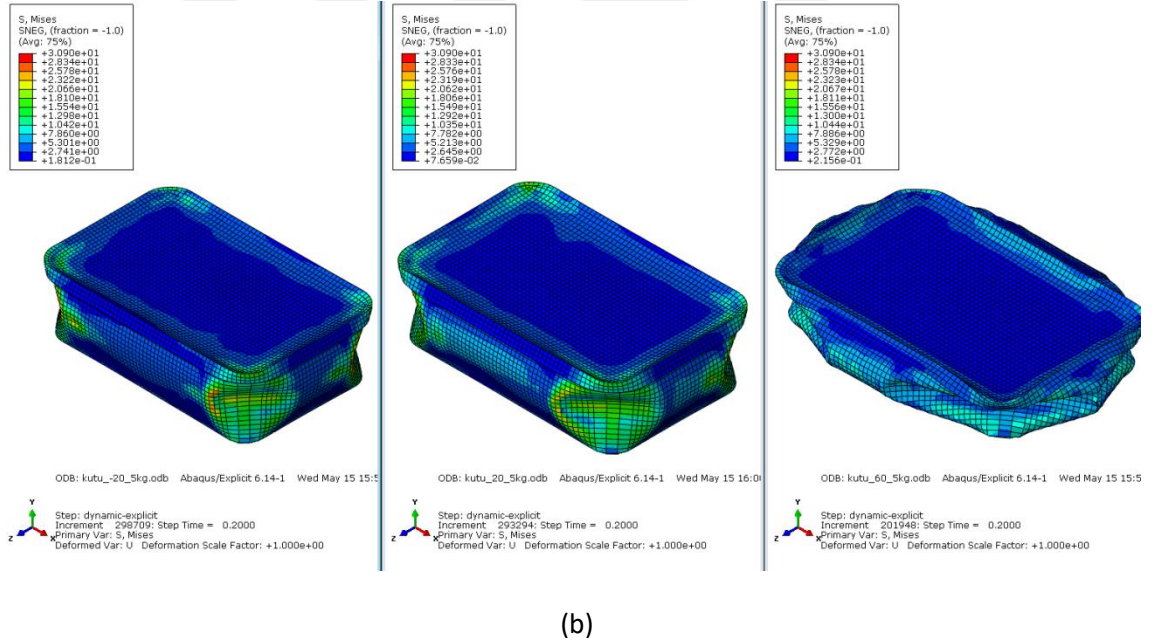 S, Mises
SNEG, (fraction = -1.0)
(Avg: 75%)
+3.090e+01
+2.834e+01
+2.578e+01
+2.322e+01
+2.066e+01
+1.810e+01
+1.554e+01
+1.298e+01
+1.042e+01
+7.860e+00
+5.301e+00
+2.741e+00
+1.812e-01
ODB: kutu_-20_5kg.odb Abaqus/Explicit 6.14-1 Wed May 15 15:5
Y
Z
X
Step: dynamic-explicit
Increment 298709: Step Time = 0.2000
Primary Var: S, Mises
Deformed Var: U Deformation Scale Factor: +1.000e+00
S, Mises
SNEG, (fraction = -1.0)
(Avg: 75%)
+3.090e+01
+2.833e+01
+2.576e+01
+2.319e+01
+2.062e+01
+1.806e+01
+1.549e+01
+1.292e+01
+1.035e+01
+7.782e+00
+5.213e+00
+2.645e+00
+7.659e-02
ODB: kutu_20_5kg.odb Abaqus/Explicit 6.14-1 Wed May 15 16:0
Y
Z
X
Step: dynamic-explicit
Increment 293294: Step Time = 0.2000
Primary Var: S, Mises
Deformed Var: U Deformation Scale Factor: +1.000e+00
S, Mises
SNEG, (fraction = -1.0)
(Avg: 75%)
+3.090e+01
+2.834e+01
+2.578e+01
+2.323e+01
+2.067e+01
+1.811e+01
+1.556e+01
+1.300e+01
+1.044e+01
+7.886e+00
+5.329e+00
+2.772e+00
+2.156e-01
ODB: kutu_60_5kg.odb Abaqus/Explicit 6.14-1 Wed May 15 15:5
Y
Z
X
Step: dynamic-explicit
Increment 201948: Step Time = 0.2000
Primary Var: S, Mises
Deformed Var: U Deformation Scale Factor: +1.000e+00
(b)